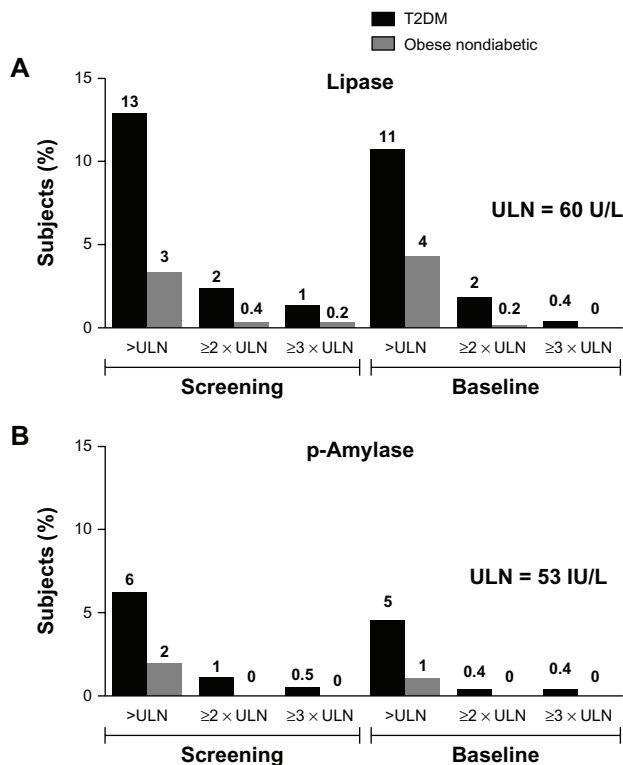 T2DM
Obese nondiabetic
A
Lipase
Subjects (%)
15
10
5
0
13
3
2
0.4
1
0.2
11
4
2
0.2
0.4
0
ULN = 60 U/L
>ULN
≥2 × ULN
≥3 × ULN
>ULN
≥2 × ULN
≥3 × ULN
Screening
Baseline
B
p-Amylase
Subjects (%)
15
10
5
0
6
2
1
0
0.5
0
5
1
0.4
0
0.4
0
ULN = 53 IU/L
>ULN
≥2 × ULN
≥3 × ULN
>ULN
≥2 × ULN
≥3 × ULN
Screening
Baseline